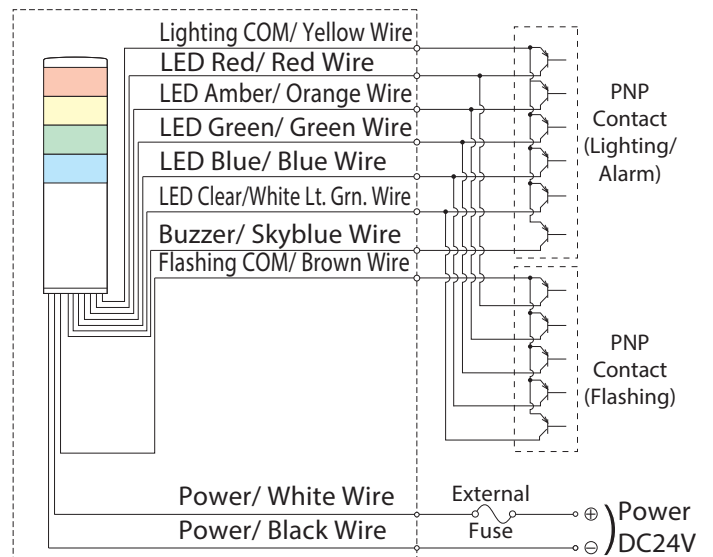 Lighting COM/ Yellow Wire
LED Red/ Red Wire
LED Amber/ Orange Wire
LED Green/ Green Wire
LED Blue/ Blue Wire
LED Clear/White Lt. Grn. Wire
Buzzer/ Skyblue Wire
Flashing COM/ Brown Wire
PNP
Contact
(Lighting/
Alarm)
PNP
Contact
(Flashing)
Power/ White Wire
Power/ Black Wire
External
Fuse
⊕
⊖
Power
DC24V